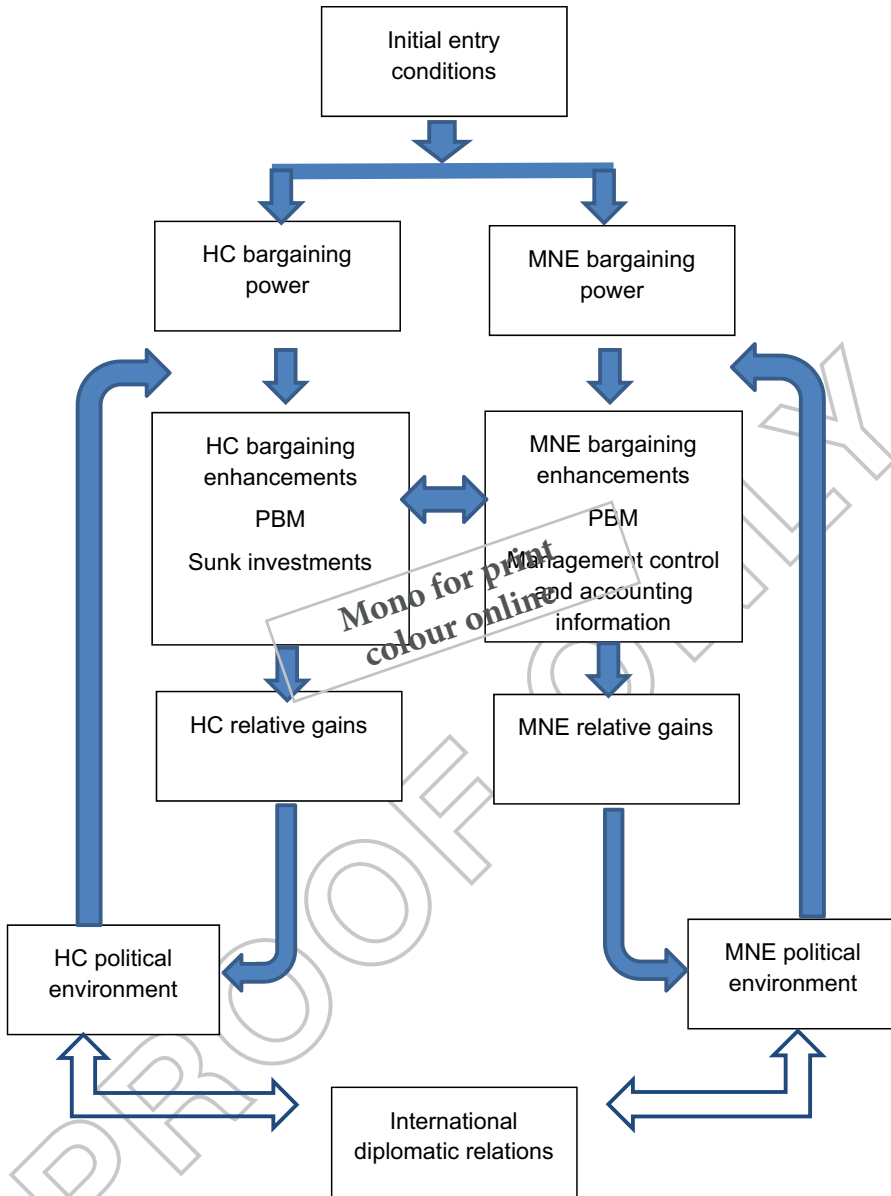 Initial entry
conditions
HC bargaining
power
MNE bargaining
power
HC bargaining
enhancements
PBM
Sunk investments
MNE bargaining
enhancements
PBM
Management control
and accounting
information
Mono for print
colour online
HC relative gains
MNE relative gains
HC political
environment
MNE political
environment
International
diplomatic relations
PROOF ONLY